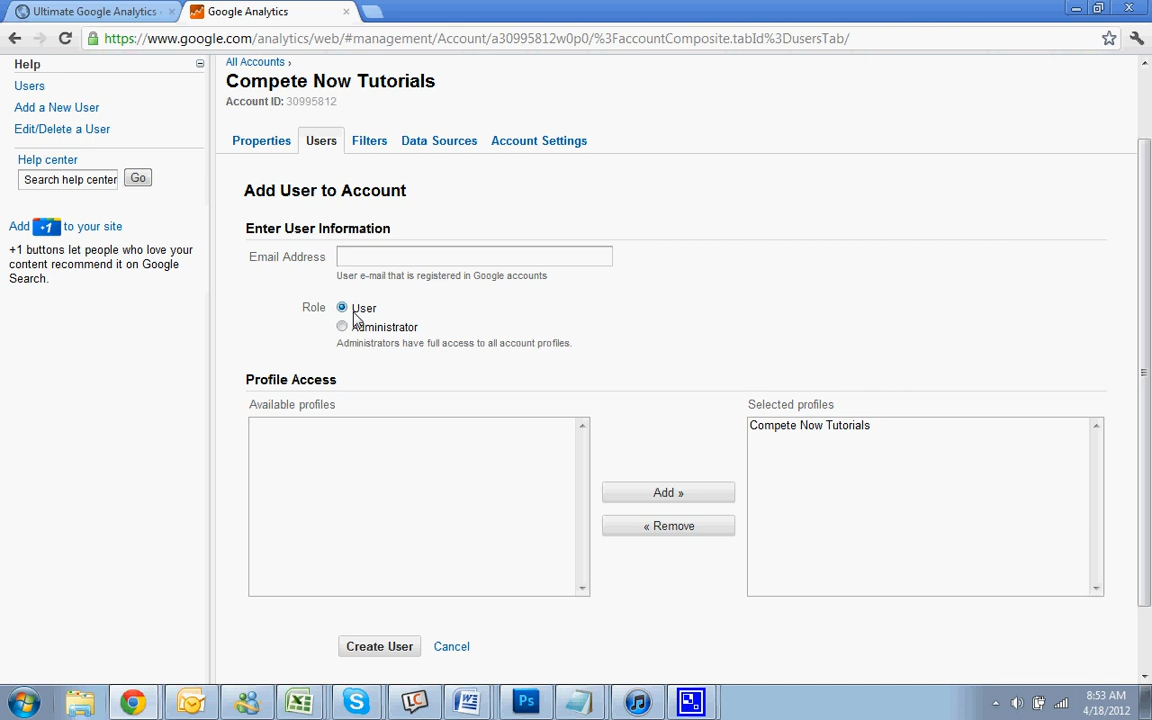 Ultimate Google Analytics
Google Analytics
https://www.google.com/analytics/web/#management/Account/a30995812w0p0/%3FaccountComposite.tabId%3DusersTab/
Help
Users
Add a New User
Edit/Delete a User
Help center
Search help center
Go
Add +1 to your site
+1 buttons let people who love your
content recommend it on Google
Search.
All Accounts ›
Compete Now Tutorials
Account ID: 30995812
Properties Users Filters Data Sources Account Settings
Add User to Account
Enter User Information
Email Address
User e-mail that is registered in Google accounts
Role User
Administrator
Administrators have full access to all account profiles.
Profile Access
Available profiles
Selected profiles
Compete Now Tutorials
Add »
« Remove
Create User Cancel
LC
W
Ps
8:53 AM
4/18/2012